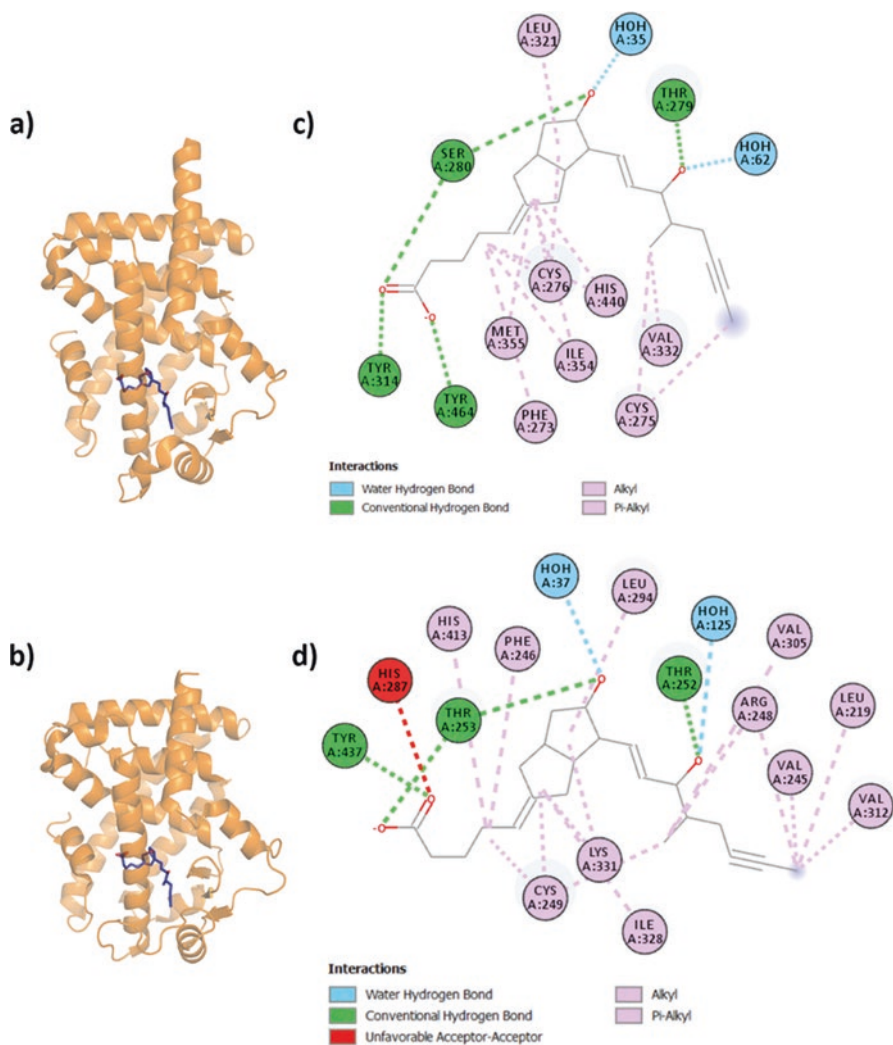 a)
c)
LEU
A:321
HOH
A:35
THR
A:279
HOH
A:62
SER
A:280
CYS
A:276
HIS
A:440
MET
A:355
ILE
A:354
VAL
A:332
TYR
A:314
TYR
A:464
PHE
A:273
CYS
A:275
o
o
o
o
-
Interactions
Water Hydrogen Bond
Conventional Hydrogen Bond
Alkyl
Pi-Alkyl
b)
d)
HOH
A:37
LEU
A:294
HOH
A:125
VAL
A:305
HIS
A:413
PHE
A:246
HIS
A:287
THR
A:252
ARG
A:248
LEU
A:219
THR
A:253
TYR
A:437
VAL
A:245
VAL
A:312
LYS
A:331
CYS
A:249
ILE
A:328
o
o
o
-o
Interactions
Water Hydrogen Bond
Conventional Hydrogen Bond
Unfavorable Acceptor-Acceptor
Alkyl
Pi-Alkyl